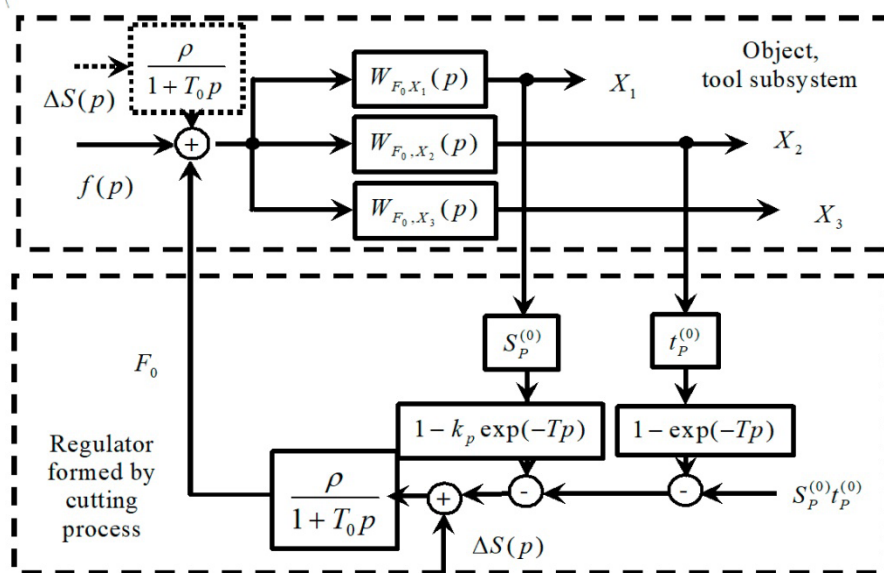 ρ / (1 + T₀p)
ΔS(p)
+
f(p)
W_{F₀X₁}(p)
W_{F₀,X₂}(p)
W_{F₀,X₃}(p)
Object,
tool subsystem
X₁
X₂
X₃
F₀
S_P^{(0)}
t_P^{(0)}
1 − k_p exp(−Tp)
1 − exp(−Tp)
Regulator
formed by
cutting
process
ρ / (1 + T₀p)
+
-
-
S_P^{(0)}t_P^{(0)}
ΔS(p)